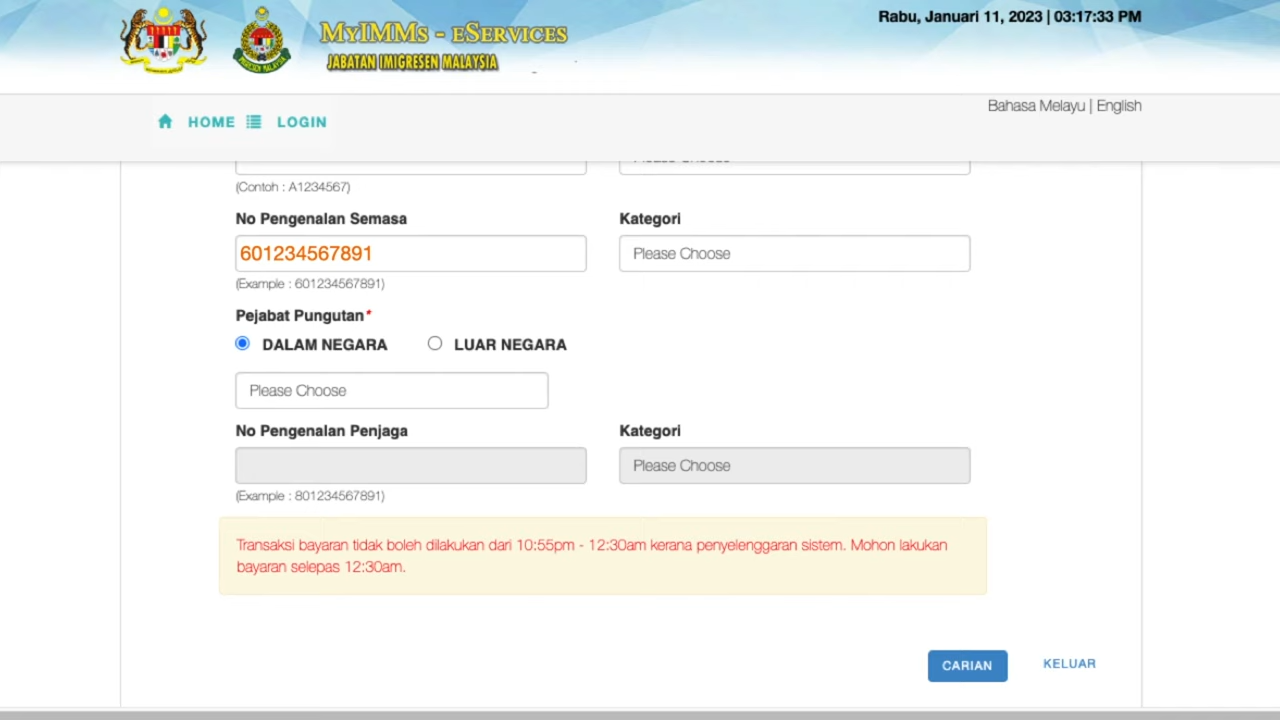 Rabu, Januari 11, 2023 | 03:17:33 PM
MyIMMs - eServices
JABATAN IMIGRESEN MALAYSIA
Bahasa Melayu | English
HOME LOGIN
(Contoh : A1234567)
No Pengenalan Semasa Kategori
601234567891 Please Choose
(Example : 601234567891)
Pejabat Pungutan*
DALAM NEGARA LUAR NEGARA
Please Choose
No Pengenalan Penjaga Kategori
Please Choose
(Example : 801234567891)
Transaksi bayaran tidak boleh dilakukan dari 10:55pm - 12:30am kerana penyelenggaran sistem. Mohon lakukan
bayaran selepas 12:30am.
CARIAN KELUAR